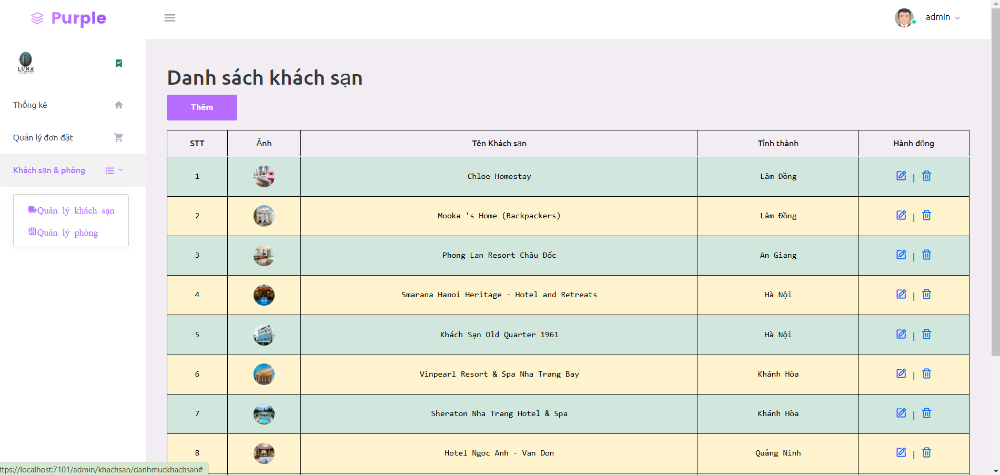 Purple
admin
LUNA
Thống kê
Quản lý đơn đặt
Khách sạn & phòng
Quản lý khách sạn
Quản lý phòng
Danh sách khách sạn
Thêm
STT Ảnh Tên Khách sạn Tỉnh thành Hành động
1 Chloe Homestay Lâm Đồng |
2 Mooka 's Home (Backpackers) Lâm Đồng |
3 Phong Lan Resort Châu Đốc An Giang |
4 Smarana Hanoi Heritage - Hotel and Retreats Hà Nội |
5 Khách Sạn Old Quarter 1961 Hà Nội |
6 Vinpearl Resort & Spa Nha Trang Bay Khánh Hòa |
7 Sheraton Nha Trang Hotel & Spa Khánh Hòa |
8 Hotel Ngoc Anh - Van Don Quảng Ninh |
ttps://localhost:7101/admin/khachsan/danhmuckhachsan#